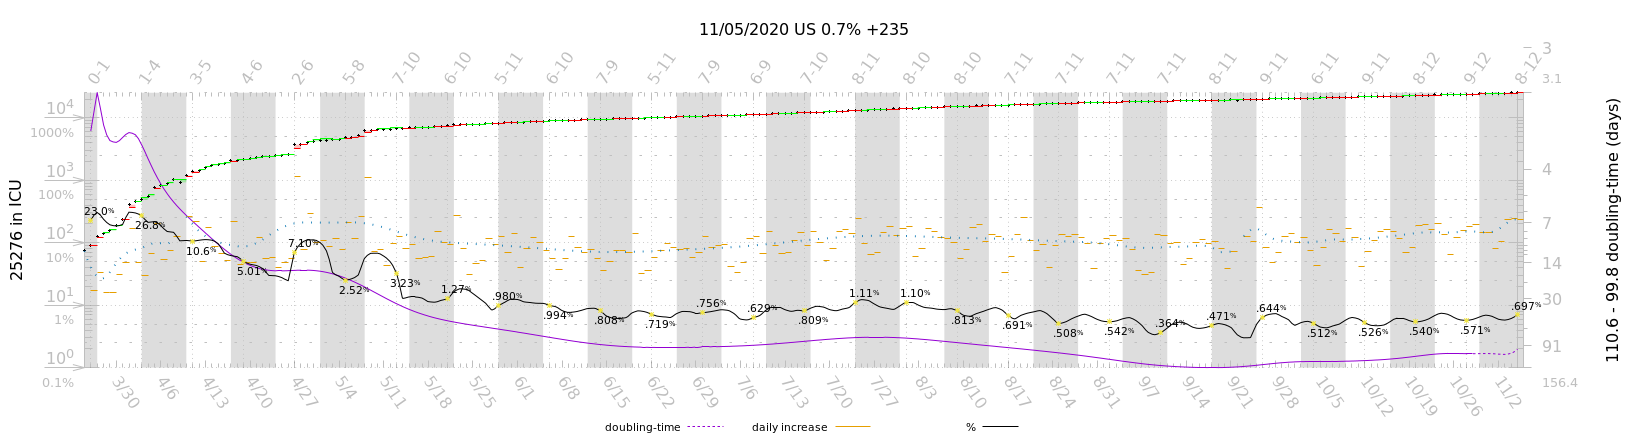 11/05/2020 US 0.7% +235
0-1 1-4 3-5 4-6 2-6 5-8 7-10 6-10 5-11 6-10 7-9 5-11 7-9 6-9 7-10 8-11 8-10 8-10 7-11 7-11 7-11 7-11 8-11 9-11 6-11 9-11 8-12 9-12 8-12
3
3.1
4
7
14
30
91
156.4
10⁴
1000%
10³
100%
10²
10%
10¹
1%
10⁰
0.1%
25276 in ICU
110.6 - 99.8 doubling-time (days)
23.0% 26.8% 10.6% 5.01% 7.10% 2.52% 3.23% 1.27% .980% .994% .808% .719% .756% .629% .809% 1.11% 1.10% .813% .691% .508% .542% .364% .471% .644% .512% .526% .540% .571% .697%
3/30 4/6 4/13 4/20 4/27 5/4 5/11 5/18 5/25 6/1 6/8 6/15 6/22 6/29 7/6 7/13 7/20 7/27 8/3 8/10 8/17 8/24 8/31 9/7 9/14 9/21 9/28 10/5 10/12 10/19 10/26 11/2
doubling-time daily increase %